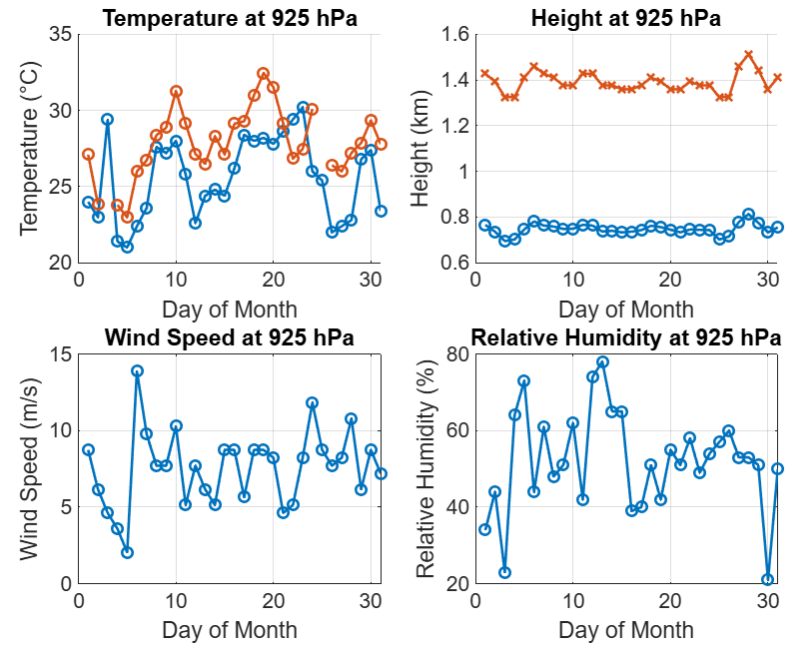 Temperature at 925 hPa
Temperature (°C)
35
30
25
20
0
10
20
30
Day of Month
Height at 925 hPa
Height (km)
1.6
1.4
1.2
1
0.8
0.6
0
10
20
30
Day of Month
Wind Speed at 925 hPa
Wind Speed (m/s)
15
10
5
0
0
10
20
30
Day of Month
Relative Humidity at 925 hPa
Relative Humidity (%)
80
60
40
20
0
10
20
30
Day of Month